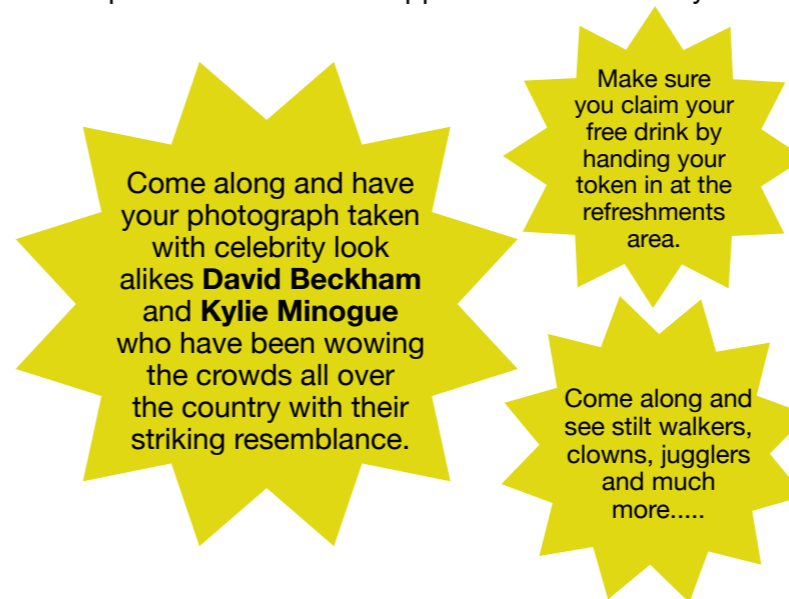 Come along and have
your photograph taken
with celebrity look
alikes David Beckham
and Kylie Minogue
who have been wowing
the crowds all over
the country with their
striking resemblance.
Make sure
you claim your
free drink by
handing your
token in at the
refreshments
area.
Come along and
see stilt walkers,
clowns, jugglers
and much
more.....